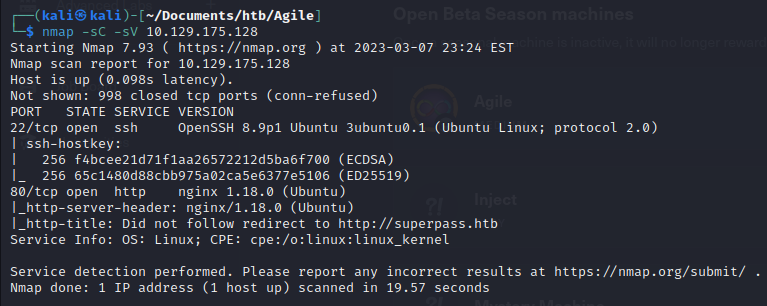 ┌──(kali㉿kali)-[~/Documents/htb/Agile]
└─$ nmap -sC -sV 10.129.175.128
Starting Nmap 7.93 ( https://nmap.org ) at 2023-03-07 23:24 EST
Nmap scan report for 10.129.175.128
Host is up (0.098s latency).
Not shown: 998 closed tcp ports (conn-refused)
PORT   STATE SERVICE VERSION
22/tcp open  ssh     OpenSSH 8.9p1 Ubuntu 3ubuntu0.1 (Ubuntu Linux; protocol 2.0)
| ssh-hostkey:
|   256 f4bcee21d71f1aa26572212d5ba6f700 (ECDSA)
|_  256 65c1480d88cbb975a02ca5e6377e5106 (ED25519)
80/tcp open  http    nginx 1.18.0 (Ubuntu)
|_http-server-header: nginx/1.18.0 (Ubuntu)
|_http-title: Did not follow redirect to http://superpass.htb
Service Info: OS: Linux; CPE: cpe:/o:linux:linux_kernel
Service detection performed. Please report any incorrect results at https://nmap.org/submit/ .
Nmap done: 1 IP address (1 host up) scanned in 19.57 seconds
Open Beta Season machines
Agile
Inject